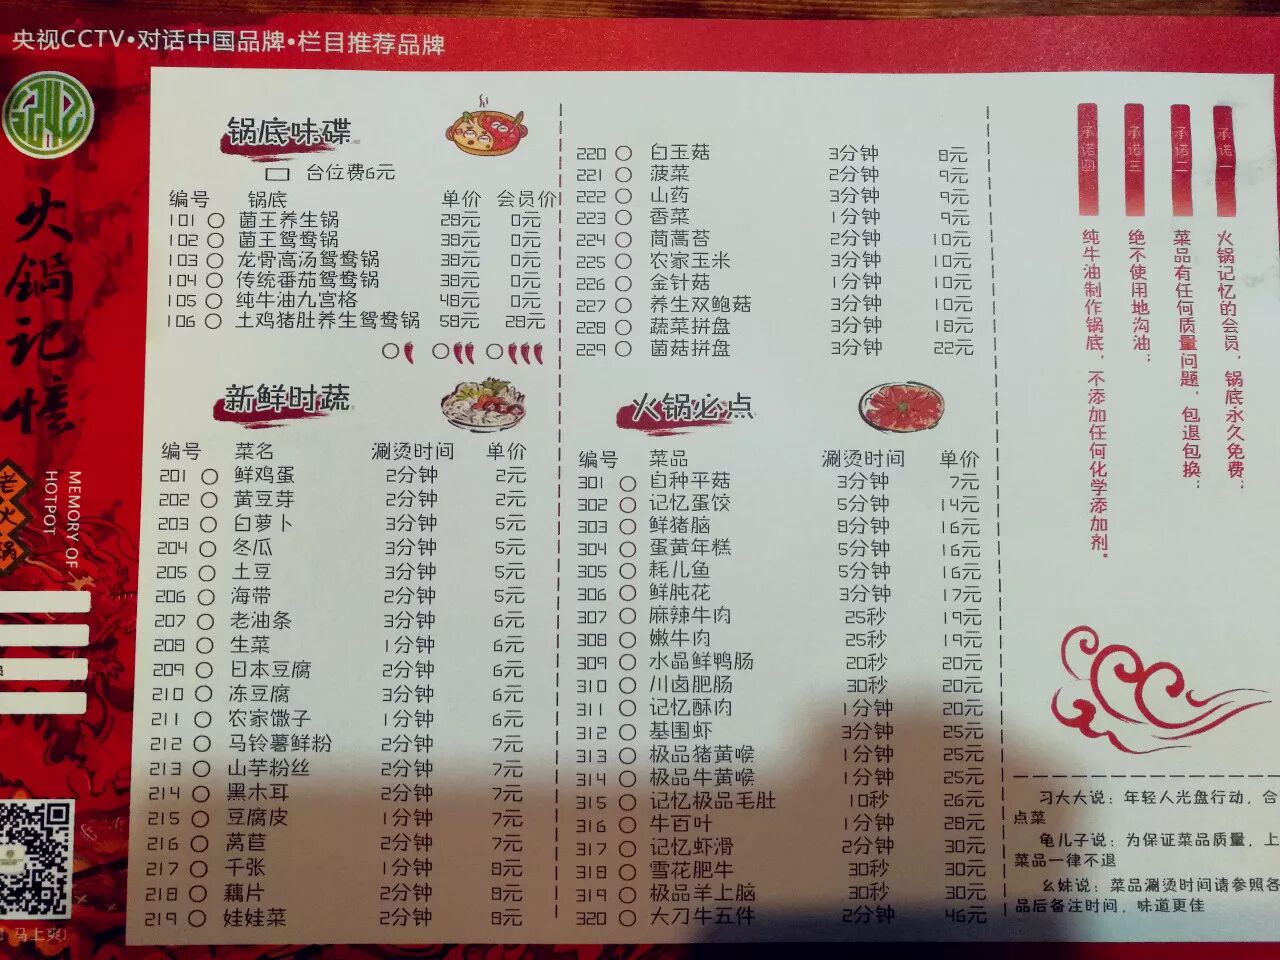 央视CCTV•对话中国品牌•栏目推荐品牌
火鍋记憶
MEMORY OF
HOTPOT
老火锅
锅底味碟
台位费6元
编号 锅底 单价 会员价
101 菌王养生锅 28元 0元
102 菌王鸳鸯锅 38元 0元
103 龙骨高汤鸳鸯锅 38元 0元
104 传统番茄鸳鸯锅 38元 0元
105 纯牛油九宫格 48元 0元
106 土鸡猪肚养生鸳鸯锅 58元 28元
新鲜时蔬
编号 菜名 涮烫时间 单价
201 鲜鸡蛋 2分钟 2元
202 黄豆芽 2分钟 2元
203 白萝卜 3分钟 5元
204 冬瓜 3分钟 5元
205 土豆 3分钟 5元
206 海带 2分钟 5元
207 老油条 3分钟 6元
208 生菜 1分钟 6元
209 日本豆腐 2分钟 6元
210 冻豆腐 3分钟 6元
211 农家馓子 1分钟 6元
212 马铃薯鲜粉 2分钟 7元
213 山芋粉丝 2分钟 7元
214 黑木耳 2分钟 7元
215 豆腐皮 1分钟 7元
216 莴苣 2分钟 7元
217 千张 1分钟 8元
218 藕片 2分钟 8元
219 娃娃菜 2分钟 8元
220 白玉菇 3分钟 8元
221 菠菜 2分钟 9元
222 山药 3分钟 9元
223 香菜 1分钟 9元
224 茼蒿苔 2分钟 10元
225 农家玉米 3分钟 10元
226 金针菇 1分钟 10元
227 养生双鲍菇 3分钟 10元
228 蔬菜拼盘 3分钟 18元
229 菌菇拼盘 3分钟 22元
火锅必点
编号 菜品 涮烫时间 单价
301 自种平菇 3分钟 7元
302 记忆蛋饺 5分钟 14元
303 鲜猪脑 8分钟 16元
304 蛋黄年糕 5分钟 16元
305 耗儿鱼 5分钟 16元
306 鲜肫花 3分钟 17元
307 麻辣牛肉 25秒 19元
308 嫩牛肉 25秒 19元
309 水晶鲜鸭肠 20秒 20元
310 川卤肥肠 30秒 20元
311 记忆酥肉 1分钟 20元
312 基围虾 3分钟 25元
313 极品猪黄喉 1分钟 25元
314 极品牛黄喉 1分钟 25元
315 记忆极品毛肚 10秒 26元
316 牛百叶 1分钟 28元
317 记忆虾滑 2分钟 30元
318 雪花肥牛 30秒 30元
319 极品羊上脑 30秒 30元
320 大刀牛五件 2分钟 46元
承诺一
火锅记忆的会员，锅底永久免费；
承诺二
菜品有任何质量问题，包退包换；
承诺三
绝不使用地沟油；
承诺四
纯牛油制作锅底，不添加任何化学添加剂。
习大大说：年轻人光盘行动，合
点菜
龟儿子说：为保证菜品质量，上
菜品一律不退
幺妹说：菜品涮烫时间请参照各
品后备注时间，味道更佳
马上爽